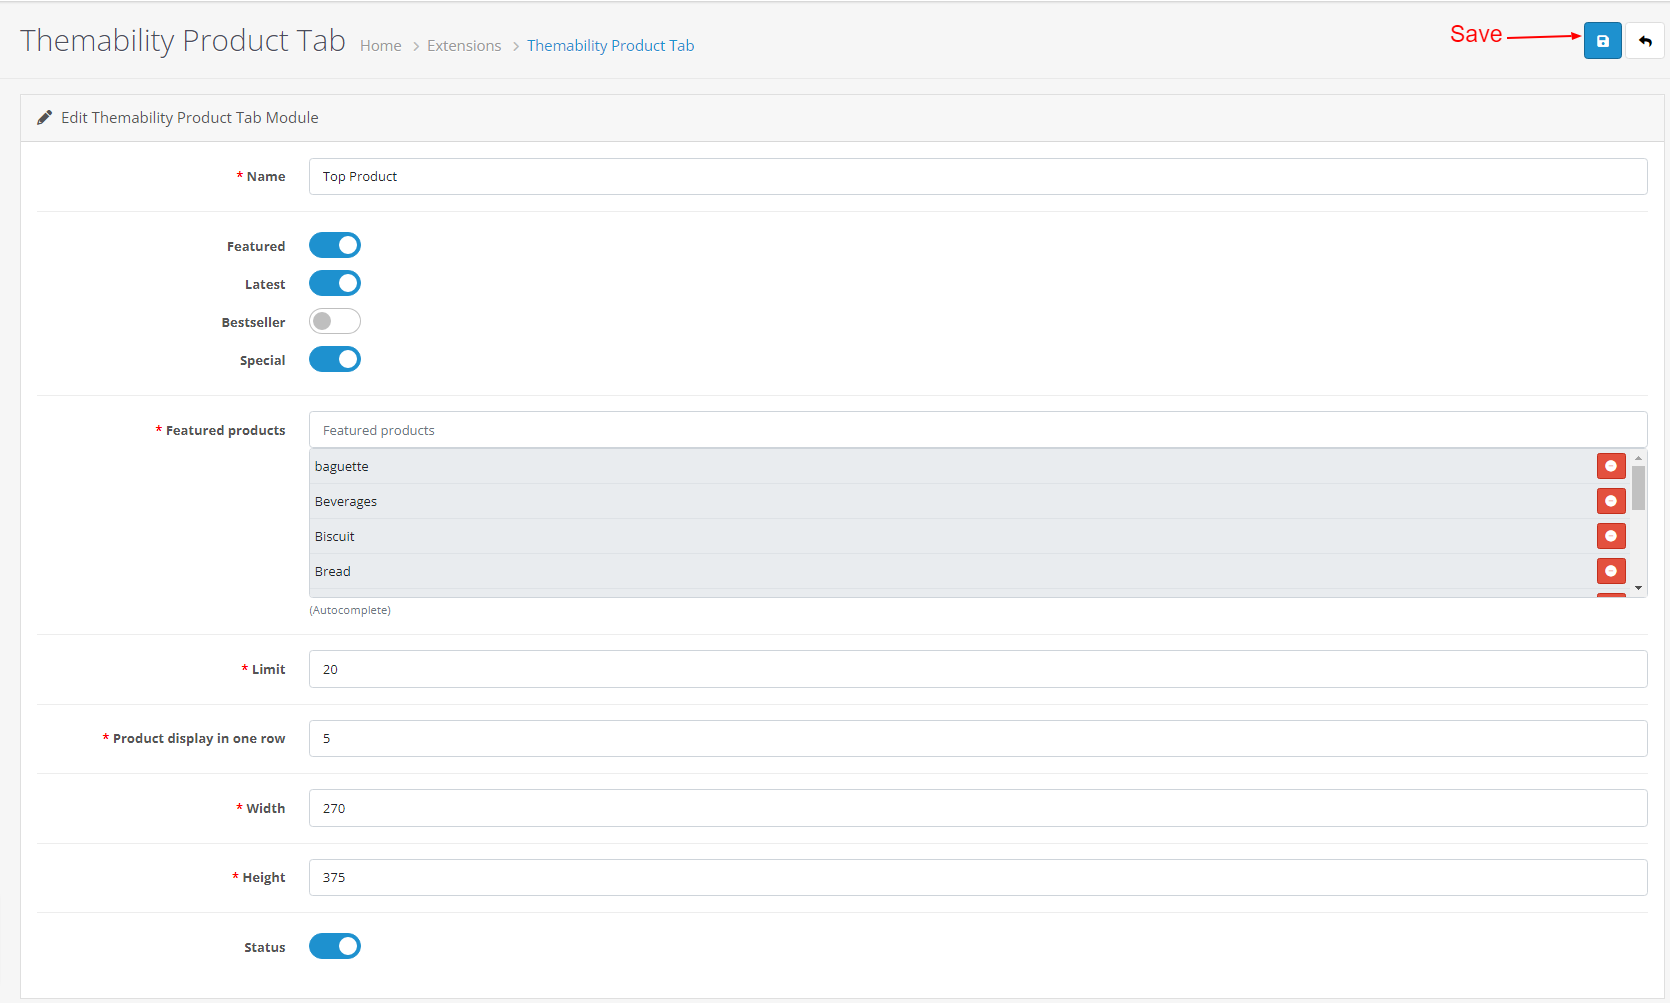 Themability Product Tab Home > Extensions > Themability Product Tab
Save
Edit Themability Product Tab Module
* Name Top Product
Featured
Latest
Bestseller
Special
* Featured products Featured products
baguette
Beverages
Biscuit
Bread
(Autocomplete)
* Limit 20
* Product display in one row 5
* Width 270
* Height 375
Status